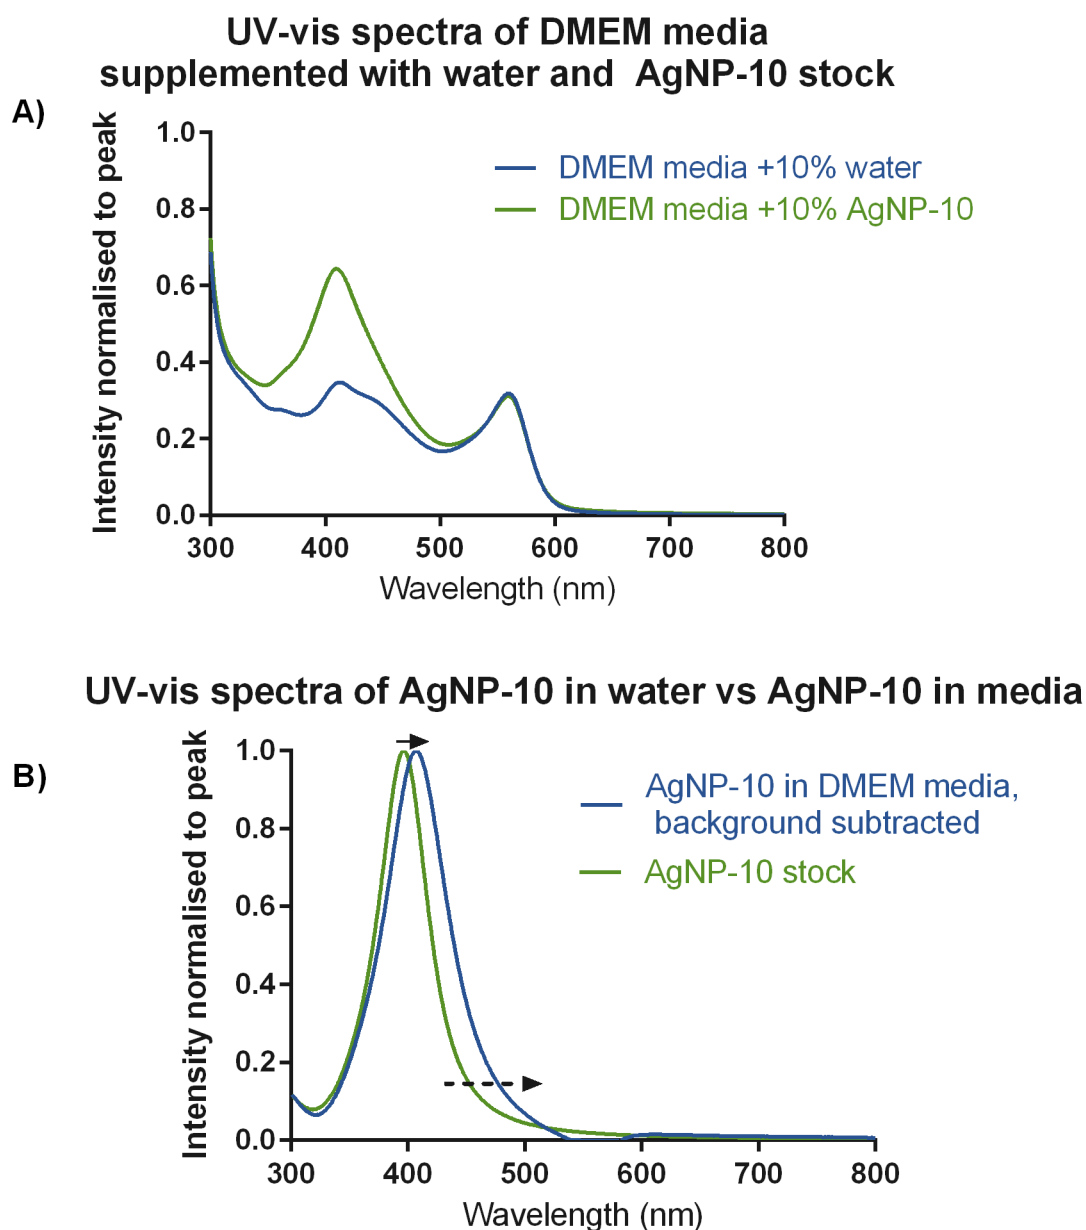 UV-vis spectra of DMEM media
supplemented with water and AgNP-10 stock
A)
Intensity normalised to peak
1.0
0.8
0.6
0.4
0.2
0.0
DMEM media +10% water
DMEM media +10% AgNP-10
300 400 500 600 700 800
Wavelength (nm)
UV-vis spectra of AgNP-10 in water vs AgNP-10 in media
B)
Intensity normalised to peak
1.0
0.8
0.6
0.4
0.2
0.0
AgNP-10 in DMEM media,
background subtracted
AgNP-10 stock
300 400 500 600 700 800
Wavelength (nm)